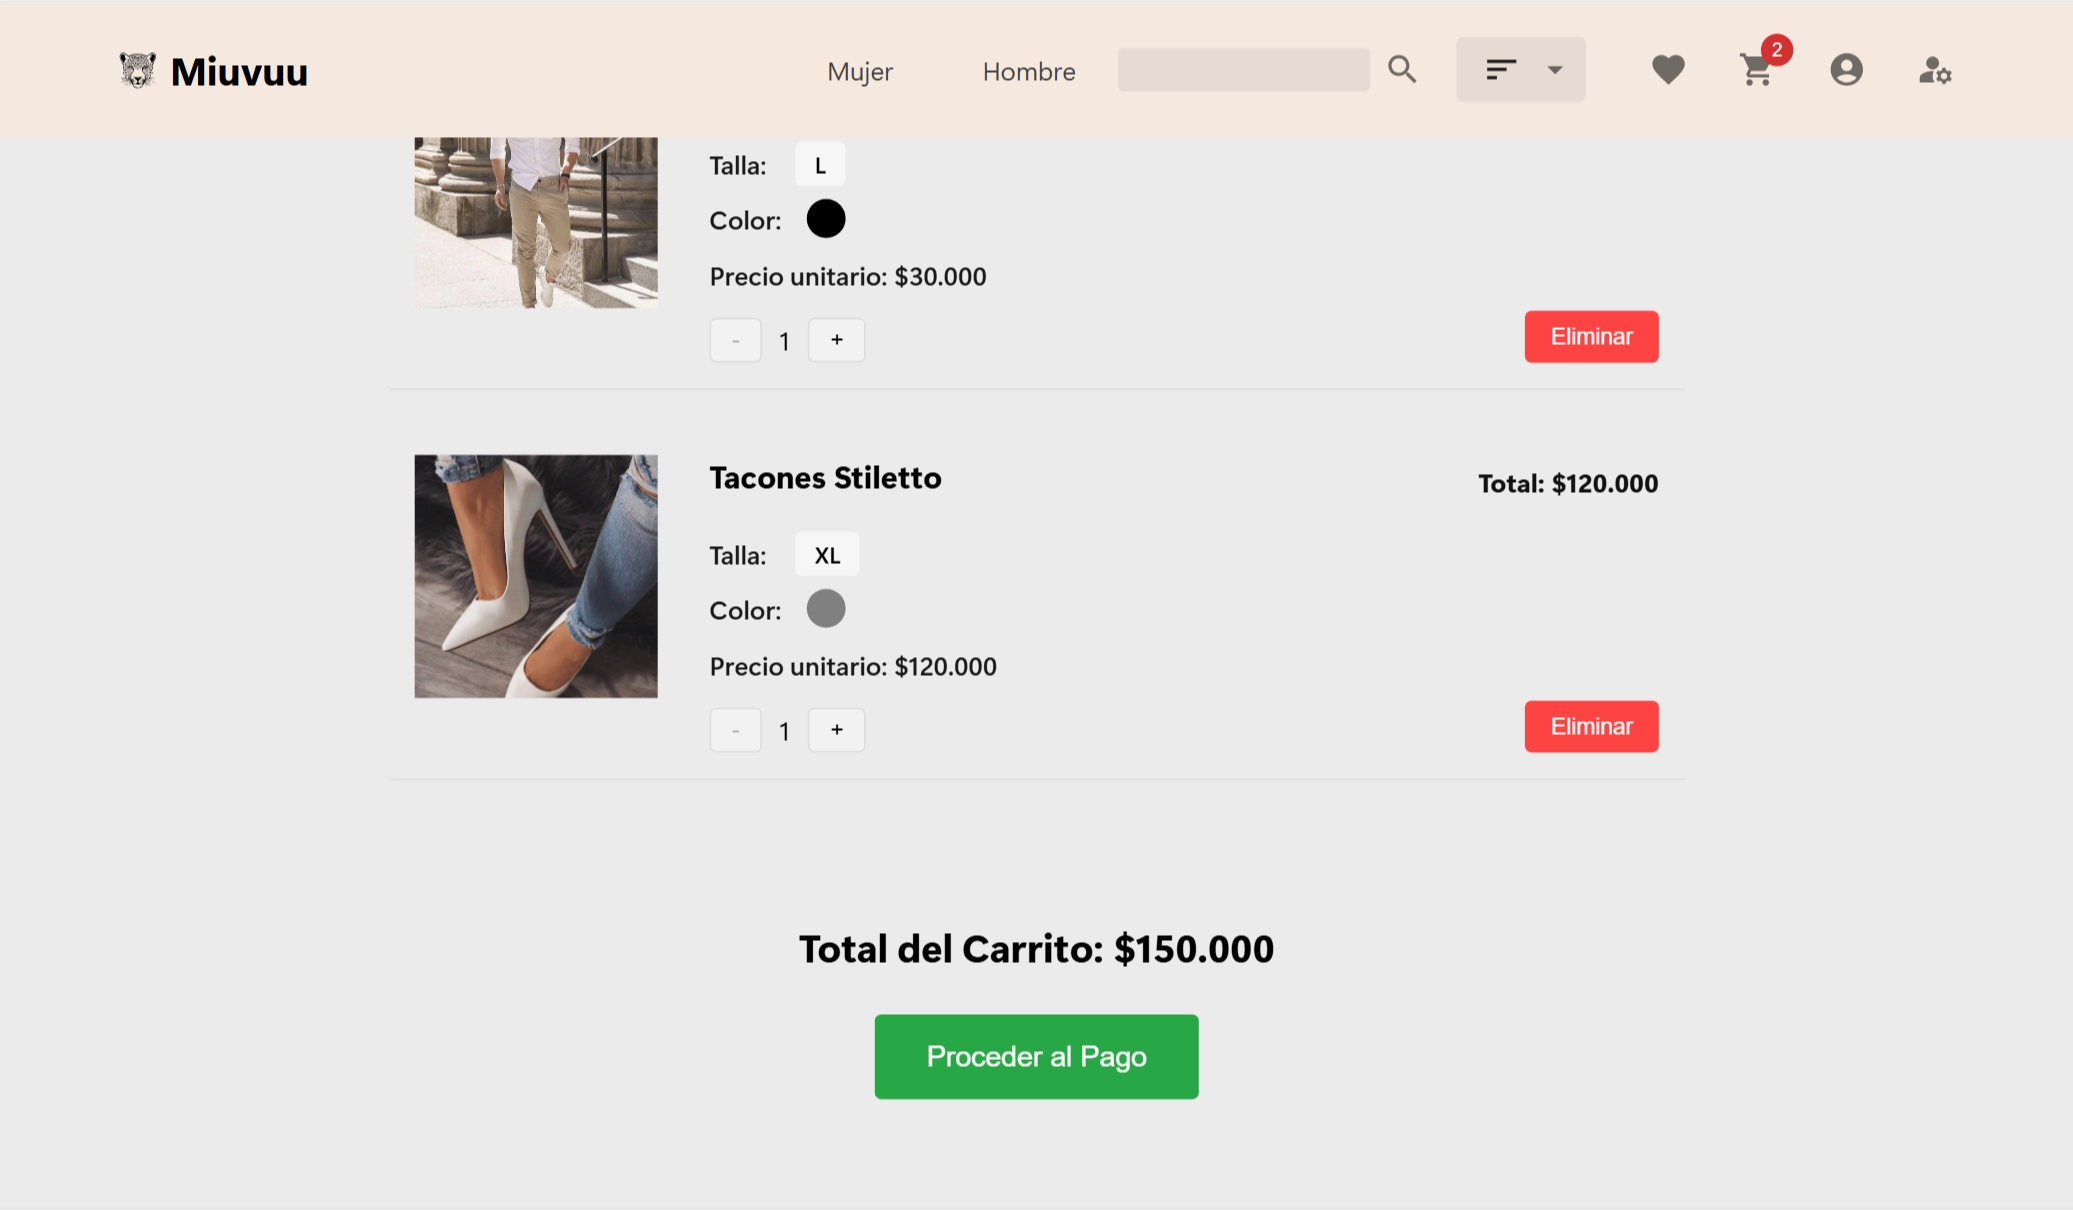 Miuvuu
Mujer
Hombre
2
Talla: L
Color:
Precio unitario: $30.000
- 1 +
Eliminar
Tacones Stiletto
Total: $120.000
Talla: XL
Color:
Precio unitario: $120.000
- 1 +
Eliminar
Total del Carrito: $150.000
Proceder al Pago